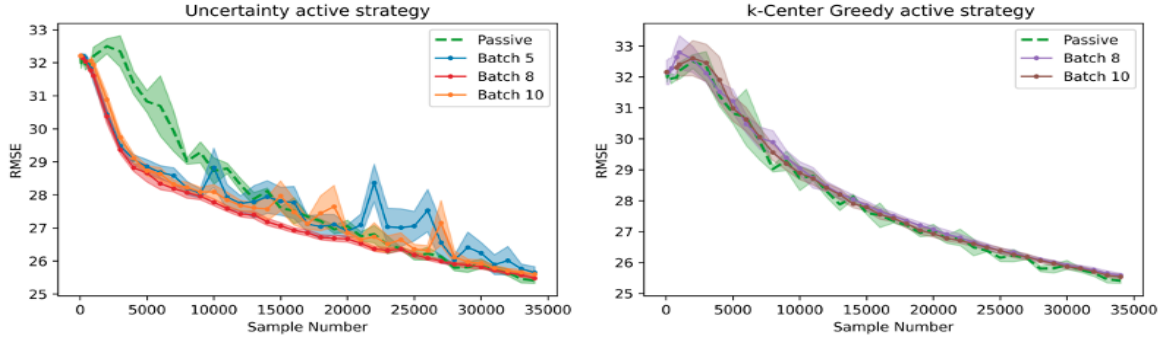 Uncertainty active strategy
33
32
31
30
29
28
27
26
25
RMSE
0
5000
10000
15000
20000
25000
30000
35000
Sample Number
Passive
Batch 5
Batch 8
Batch 10
k-Center Greedy active strategy
33
32
31
30
29
28
27
26
25
RMSE
0
5000
10000
15000
20000
25000
30000
35000
Sample Number
Passive
Batch 8
Batch 10